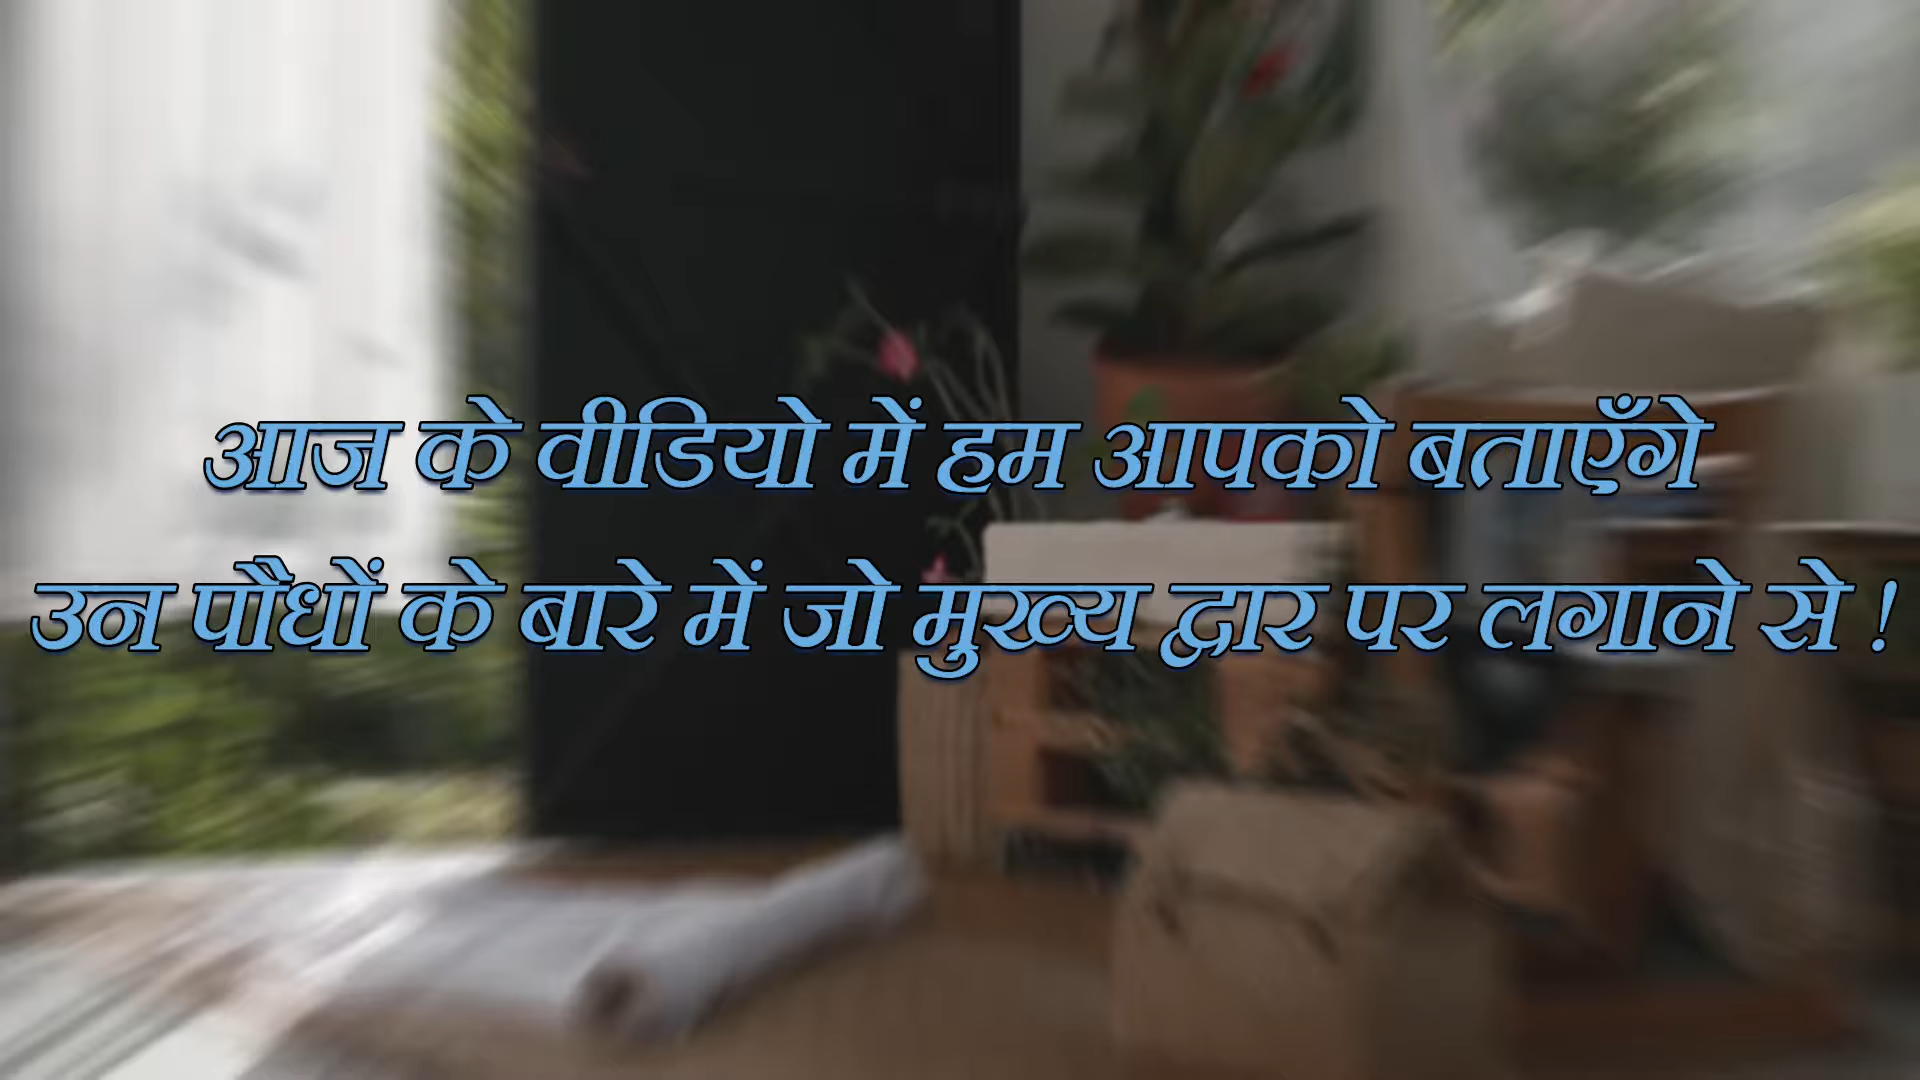 आज के वीडियो में हम आपको बताएँगे
उन पौधों के बारे में जो मुख्य द्वार पर लगाने से !